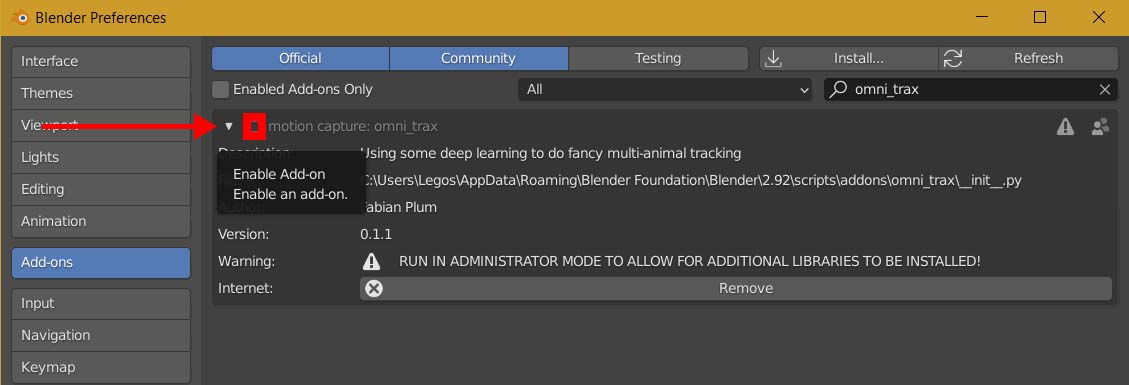 Blender Preferences
Interface
Themes
Viewport
Lights
Editing
Animation
Add-ons
Input
Navigation
Keymap
Official
Community
Testing
Install...
Refresh
Enabled Add-ons Only
All
omni_trax
motion capture: omni_trax
Description: Using some deep learning to do fancy multi-animal tracking
Enable Add-on
Enable an add-on.
C:\Users\Legos\AppData\Roaming\Blender Foundation\Blender\2.92\scripts\addons\omni_trax\__init__.py
Fabian Plum
Version: 0.1.1
Warning: RUN IN ADMINISTRATOR MODE TO ALLOW FOR ADDITIONAL LIBRARIES TO BE INSTALLED!
Internet: Remove